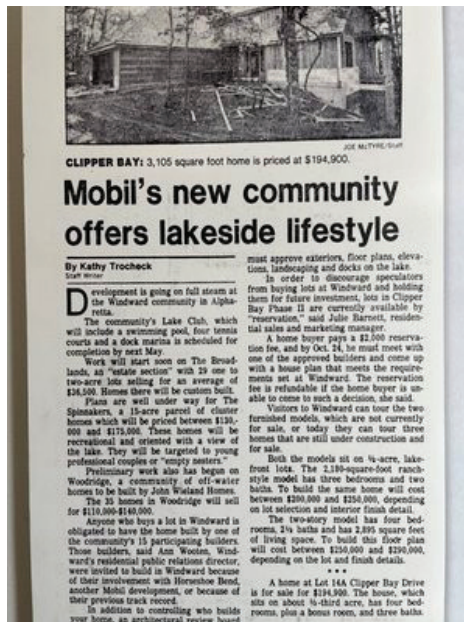 JOE McTYRE/Staff
CLIPPER BAY: 3,105 square foot home is priced at $194,900.
Mobil's new community
offers lakeside lifestyle
By Kathy Trocheck
Staff Writer
Development is going on full steam at
the Windward community in Alpha-
retta.
The community's Lake Club, which
will include a swimming pool, four tennis
courts and a dock marina is scheduled for
completion by next May.
Work will start soon on The Broad-
lands, an "estate section" with 29 one to
two-acre lots selling for an average of
$36,500. Homes there will be custom built.
Plans are well under way for The
Spinnakers, a 15-acre parcel of cluster
homes which will be priced between $130,-
000 and $175,000. These homes will be
recreational and oriented with a view of
the lake. They will be targeted to young
professional couples or "empty nesters."
Preliminary work also has begun on
Woodridge, a community of off-water
homes to be built by John Wieland Homes.
The 35 homes in Woodridge will sell
for $110,000-$140,000.
Anyone who buys a lot in Windward is
obligated to have the home built by one of
the community's 15 participating builders.
Those builders, said Ann Wooten, Wind-
ward's residential public relations director,
were invited to build in Windward because
of their involvement with Horseshoe Bend,
another Mobil development, or because of
their previous track record.
In addition to controlling who builds
your home, an architectural review board
must approve exteriors, floor plans, eleva-
tions, landscaping and docks on the lake.
In order to discourage speculators
from buying lots at Windward and holding
them for future investment, lots in Clipper
Bay Phase II are currently available by
"reservation," said Julie Barnett, residen-
tial sales and marketing manager.
A home buyer pays a $2,000 reserva-
tion fee, and by Oct. 24, he must meet with
one of the approved builders and come up
with a house plan that meets the require-
ments set at Windward. The reservation
fee is refundable if the home buyer is un-
able to come to such a decision, she said.
Visitors to Windward can tour the two
furnished models, which are not currently
for sale, or today they can tour three
homes that are still under construction and
for sale.
Both the models sit on ½-acre, lake-
front lots. The 2,180-square-foot ranch-
style model has three bedrooms and two
baths. To build the same home will cost
between $200,000 and $250,000, depending
on lot selection and interior finish detail.
The two-story model has four bed-
rooms, 2½ baths and has 2,895 square feet
of living space. To build this floor plan
will cost between $250,000 and $290,000,
depending on the lot and finish details.
* * *
A home at Lot 14A Clipper Bay Drive
is for sale for $194,900. The house, which
sits on about ⅓-third acre, has four bed-
rooms, plus a bonus room, and three baths.